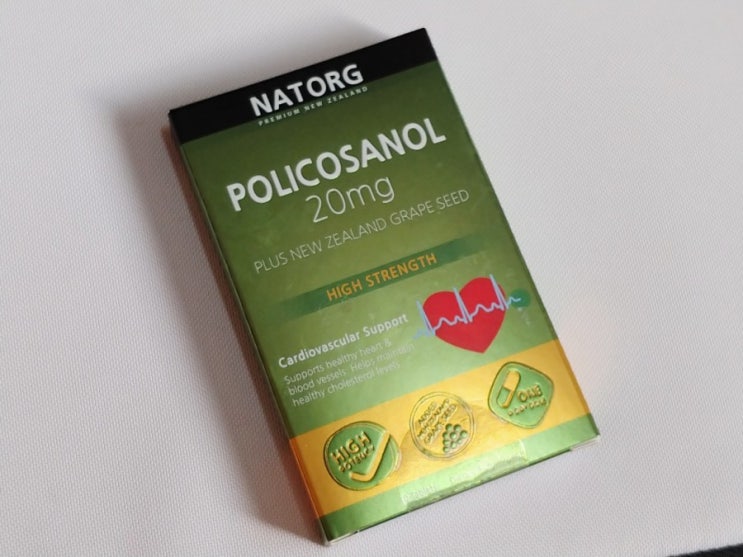 NATORG
PREMIUM NEW ZEALAND
POLICOSANOL
20mg
PLUS NEW ZEALAND GRAPE SEED
HIGH STRENGTH
Cardiovascular Support
Supports healthy heart &
blood vessels. Helps maintain
healthy cholesterol levels
HIGH
POTENCY
ONE